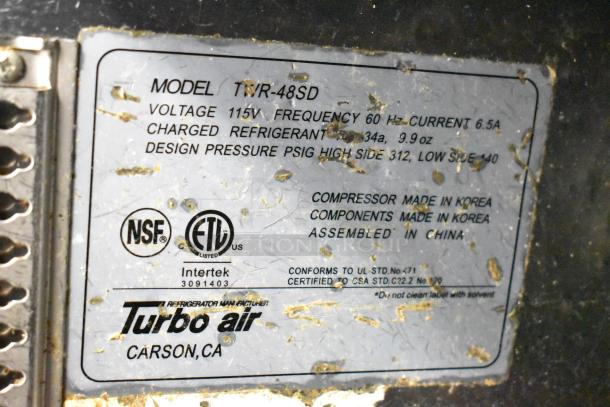 MODEL TWR-48SD
VOLTAGE 115V FREQUENCY 60 Hz CURRENT 6.5A
CHARGED REFRIGERANT 34a, 9.9 oz
DESIGN PRESSURE PSIG HIGH SIDE 312, LOW SIDE 140
COMPRESSOR MADE IN KOREA
COMPONENTS MADE IN KOREA
ASSEMBLED IN CHINA
NSF
ETL
LISTED
US
Intertek
3091403
CONFORMS TO UL STD. No.471
CERTIFIED TO CSA STD.C22.2 No.120
*Do not clean label with solvent
REFRIGERATOR MANUFACTURER
Turbo air
CARSON,CA